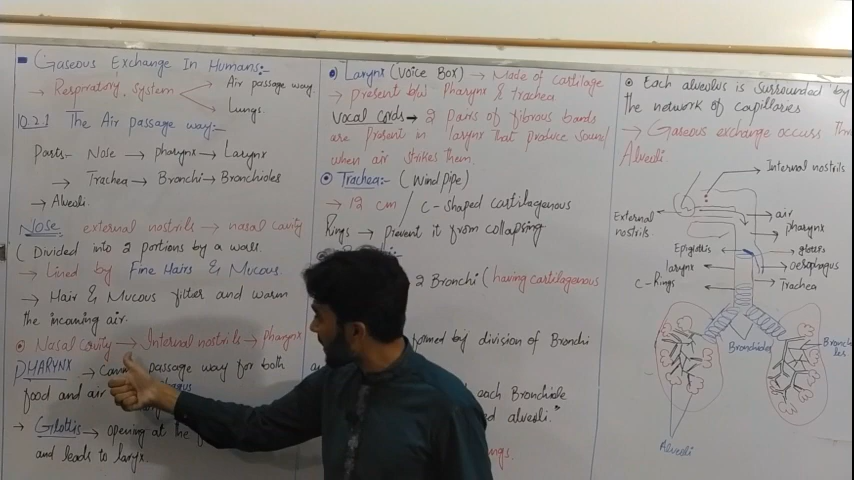 Gaseous Exchange In Humans:-
→ Respiratory system
Air passage way.
Lungs.
10.2.1 The Air passage way:-
Parts- Nose → pharynx → Larynx
→ Trachea → Bronchi → Bronchioles
→ Alveoli.
Nose external nostrils → nasal cavity
( Divided into 2 portions by a wall.
→ Lined by Fine Hairs & Mucous.
→ Hair & Mucous filter and warm
the incoming air.
Nasal cavity → Internal nostrils → pharynx
PHARYNX → passage way for both
food and air
→ Glottis → opening at the
and leads to larynx.
Larynx (Voice Box) → Made of cartilage
→ present b/w Pharynx & trachea
Vocal Cords → 2 pairs of fibrous bands
are present in larynx that produce sound
when air strikes them.
Trachea:- (Wind pipe)
→ 12 cm C-shaped Cartilagenous
Rings → prevent it from collapsing
2 Bronchi (having cartilagenous
formed by division of Bronchi
each Bronchiole
alveoli."
Each alveolus is surrounded by
the network of capillaries
→ Gaseous exchange occurs
Alveoli
Internal nostrils
External nostrils
air
pharynx
Epiglottis
glottis
larynx
oesophagus
C-Rings
Trachea
Bronchioles
Alveoli